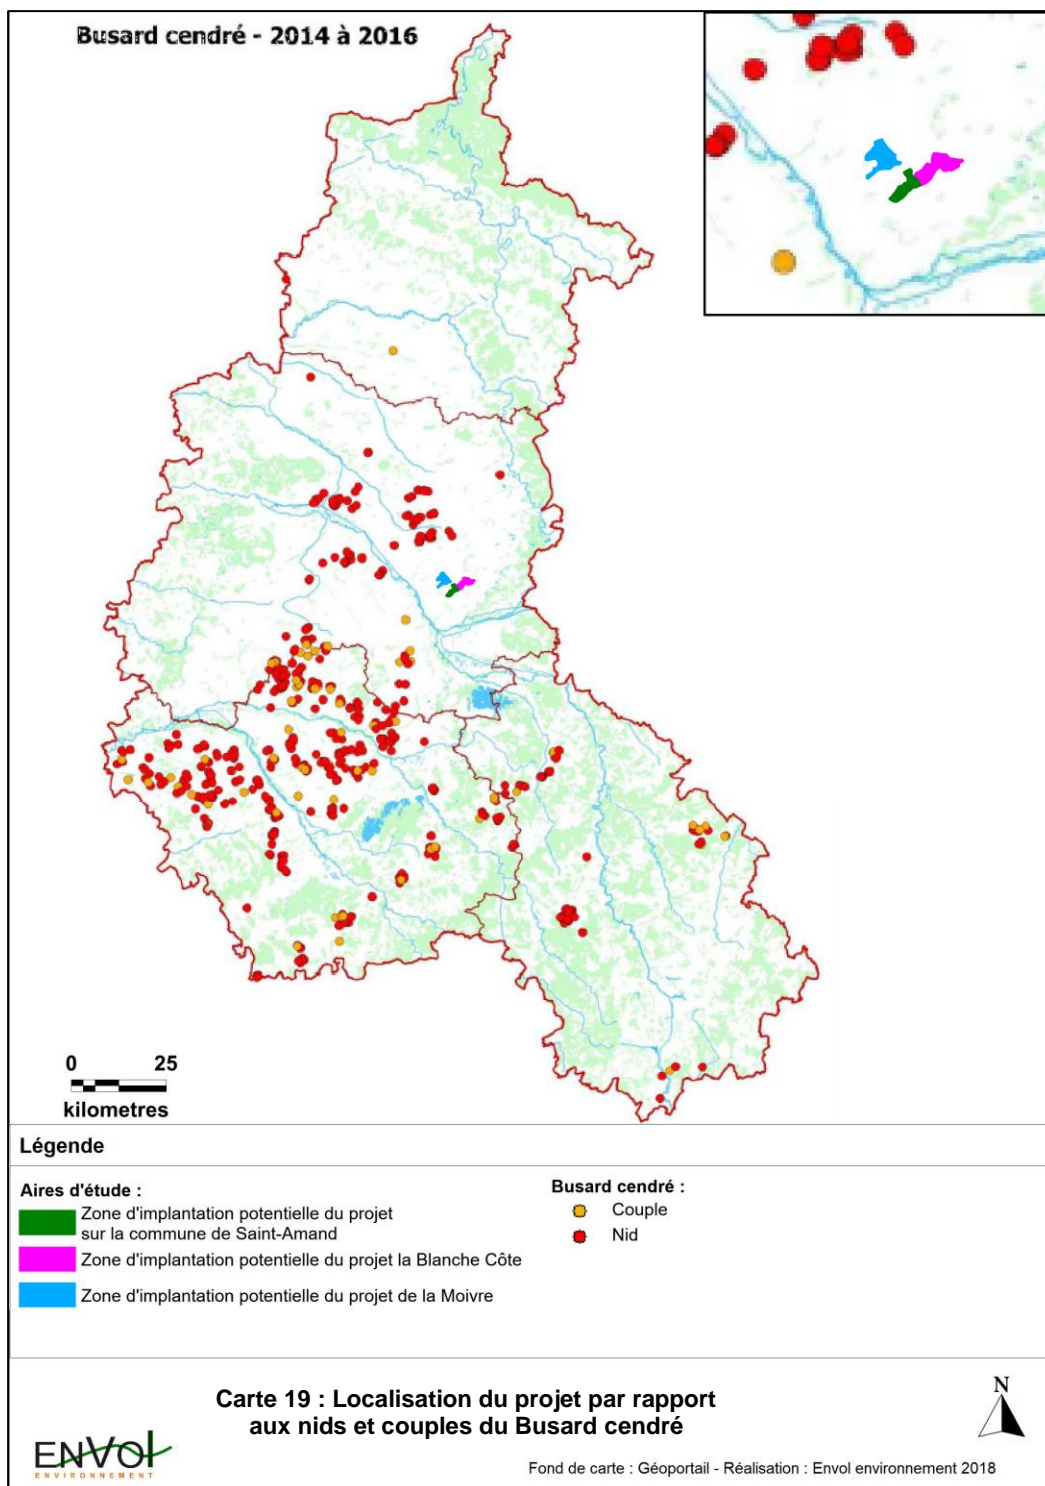 Busard cendré - 2014 à 2016
0 25
kilometres
Légende
Aires d'étude :
Zone d'implantation potentielle du projet
sur la commune de Saint-Amand
Zone d'implantation potentielle du projet la Blanche Côte
Zone d'implantation potentielle du projet de la Moivre
Busard cendré :
Couple
Nid
Carte 19 : Localisation du projet par rapport
aux nids et couples du Busard cendré
N
ENVOl
ENVIRONNEMENT
Fond de carte : Géoportail - Réalisation : Envol environnement 2018